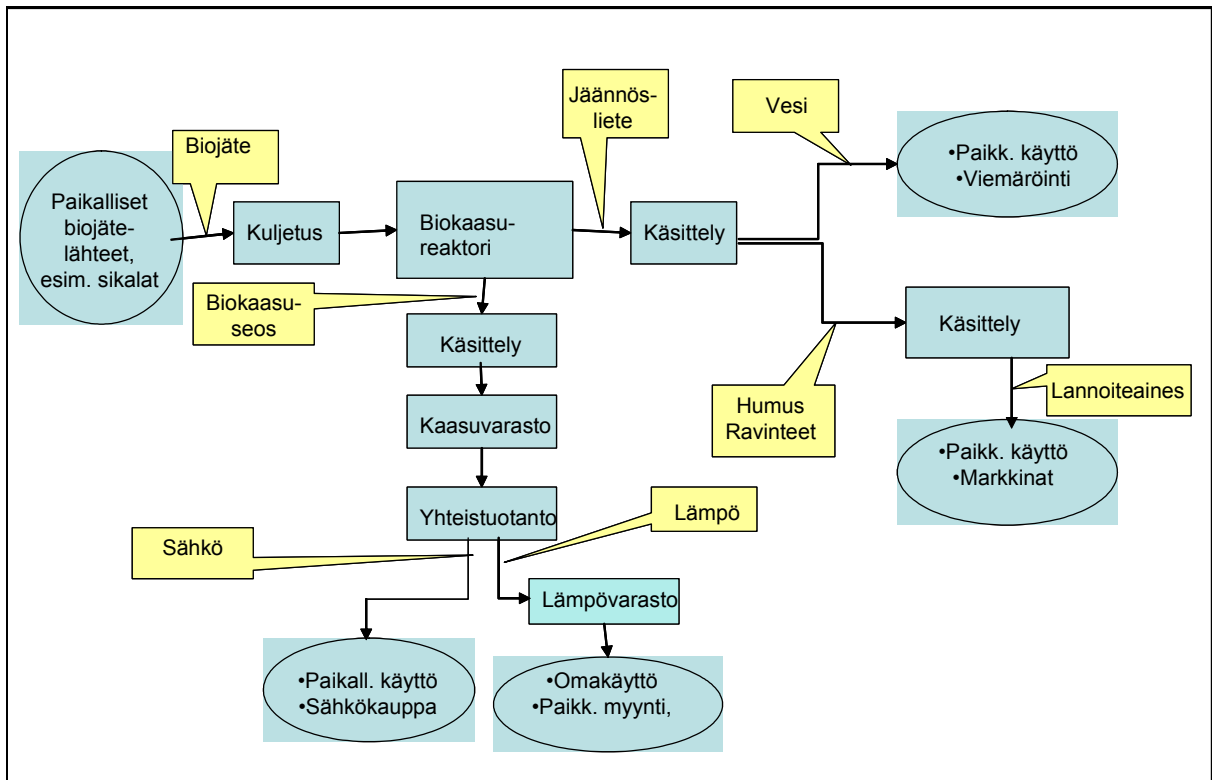 Biojäte
Jäännös-
liete
Vesi
Paikalliset
biojäte-
lähteet,
esim. sikalat
Kuljetus
Biokaasu-
reaktori
Käsittely
•Paikk. käyttö
•Viemäröinti
Biokaasu-
seos
Käsittely
Kaasuvarasto
Yhteistuotanto
Humus
Ravinteet
Käsittely
Lannoiteaines
•Paikk. käyttö
•Markkinat
Sähkö
Lämpö
Lämpövarasto
•Paikall. käyttö
•Sähkökauppa
•Omakäyttö
•Paikk. myynti,